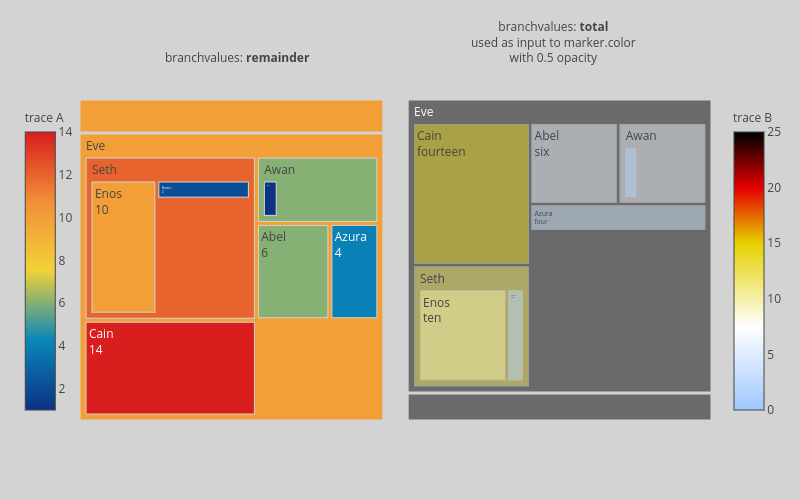 branchvalues: remainder
branchvalues: total
used as input to marker.color
with 0.5 opacity
trace A
14
12
10
8
6
4
2
Eve
Seth
Enos
10
Awan
Abel
6
Azura
4
Cain
14
Eve
Cain
fourteen
Abel
six
Awan
Azura
four
Seth
Enos
ten
trace B
25
20
15
10
5
0